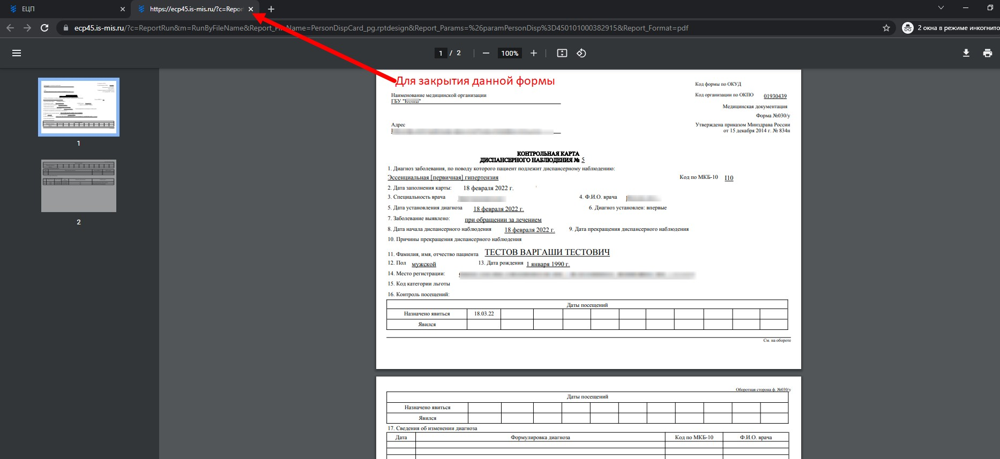 ЕЦП
https://ecp45.is-mis.ru/?c=Repor
ecp45.is-mis.ru/?c=ReportRun&m=RunByFileName&Report_FileName=PersonDispCard_pg.rptdesign&Report_Params=%26paramPersonDisp%3D450101000382915&Report_Format=pdf
2 окна в режиме инкогнито
1 / 2
100%
1
2
Для закрытия данной формы
Наименование медицинской организации
ГБУ "
Адрес
Код формы по ОКУД
Код организации по ОКПО 01930439
Медицинская документация
Форма №030/у
Утверждена приказом Минздрава России
от 15 декабря 2014 г. № 834н
КОНТРОЛЬНАЯ КАРТА
ДИСПАНСЕРНОГО НАБЛЮДЕНИЯ № 5
1. Диагноз заболевания, по поводу которого пациент подлежит диспансерному наблюдению:
Эссенциальная [первичная] гипертензия Код по МКБ-10 I10
2. Дата заполнения карты: 18 февраля 2022 г.
3. Специальность врача 4. Ф.И.О. врача
5. Дата установления диагноза 18 февраля 2022 г. 6. Диагноз установлен: впервые
7. Заболевание выявлено: при обращении за лечением
8. Дата начала диспансерного наблюдения 18 февраля 2022 г. 9. Дата прекращения диспансерного наблюдения
10. Причины прекращения диспансерного наблюдения
11. Фамилия, имя, отчество пациента ТЕСТОВ ВАРГАШИ ТЕСТОВИЧ
12. Пол мужской 13. Дата рождения 1 января 1990 г.
14. Место регистрации:
15. Код категории льготы
16. Контроль посещений:
Даты посещений
Назначено явиться 18.03.22
Явился
См. на обороте
Оборотная сторона ф. №030/у
Даты посещений
Назначено явиться
Явился
17. Сведения об изменении диагноза
Дата Формулировка диагноза Код по МКБ-10 Ф.И.О. врача